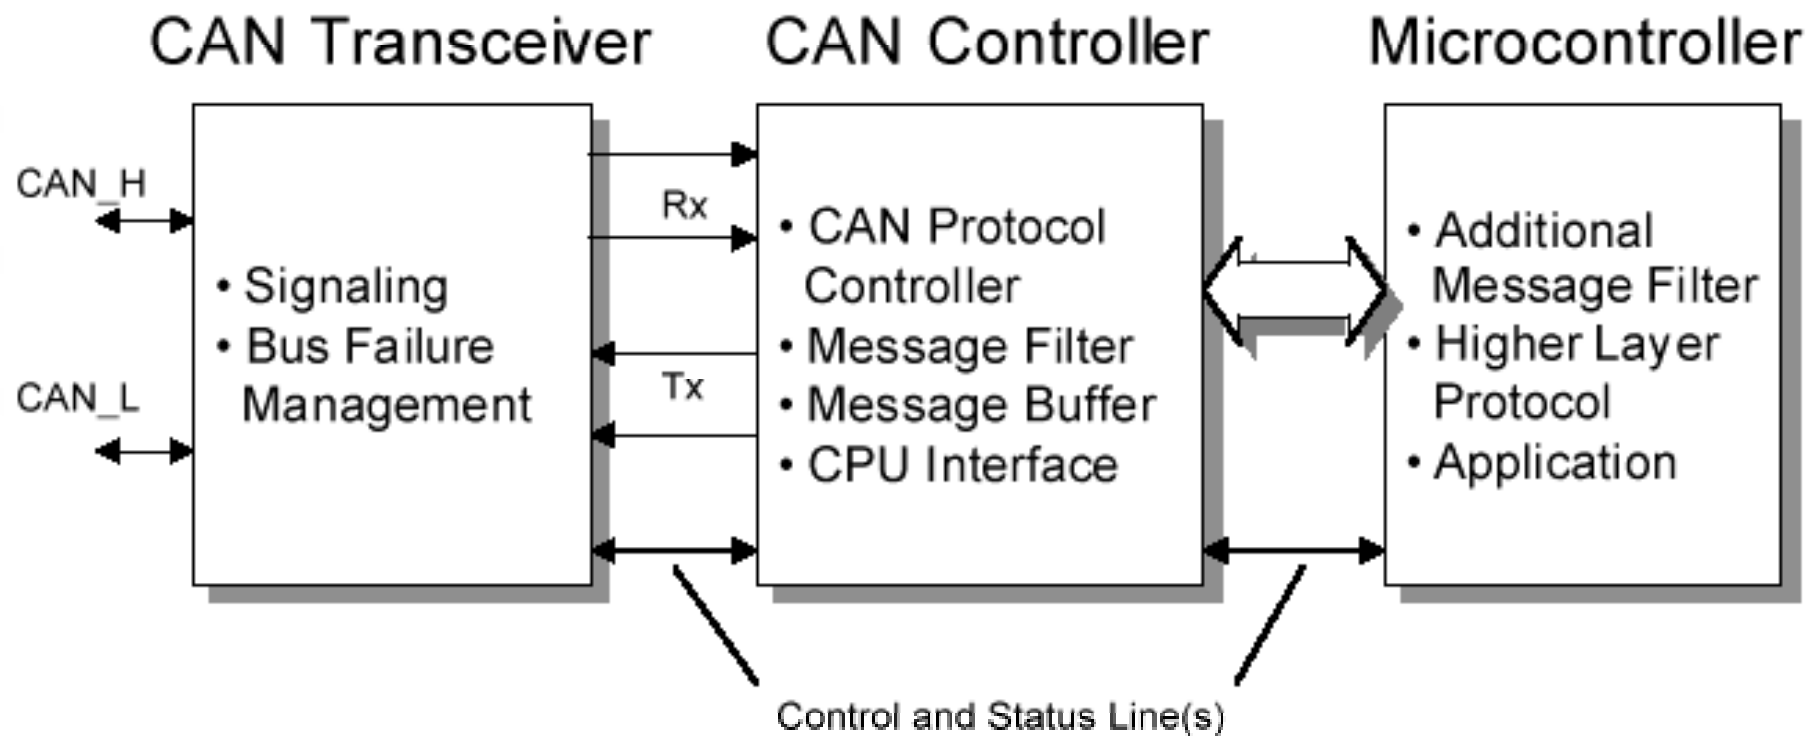 CAN Transceiver
CAN Controller
Microcontroller
CAN_H
CAN_L
• Signaling
• Bus Failure
Management
Rx
Tx
• CAN Protocol
Controller
• Message Filter
• Message Buffer
• CPU Interface
• Additional
Message Filter
• Higher Layer
Protocol
• Application
Control and Status Line(s)